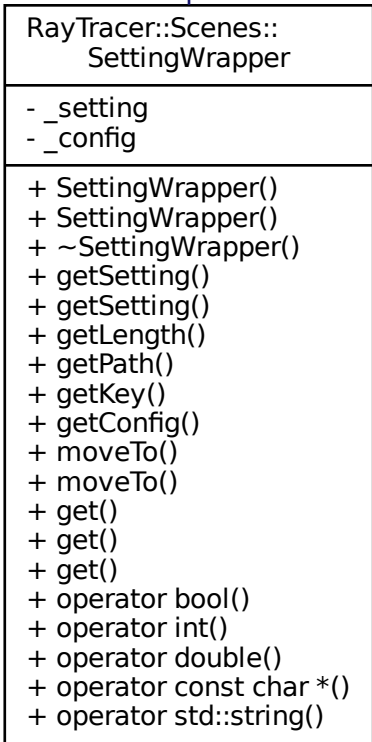 RayTracer::Scenes::
SettingWrapper
- _setting
- _config
+ SettingWrapper()
+ SettingWrapper()
+ ~SettingWrapper()
+ getSetting()
+ getSetting()
+ getLength()
+ getPath()
+ getKey()
+ getConfig()
+ moveTo()
+ moveTo()
+ get()
+ get()
+ get()
+ operator bool()
+ operator int()
+ operator double()
+ operator const char *()
+ operator std::string()